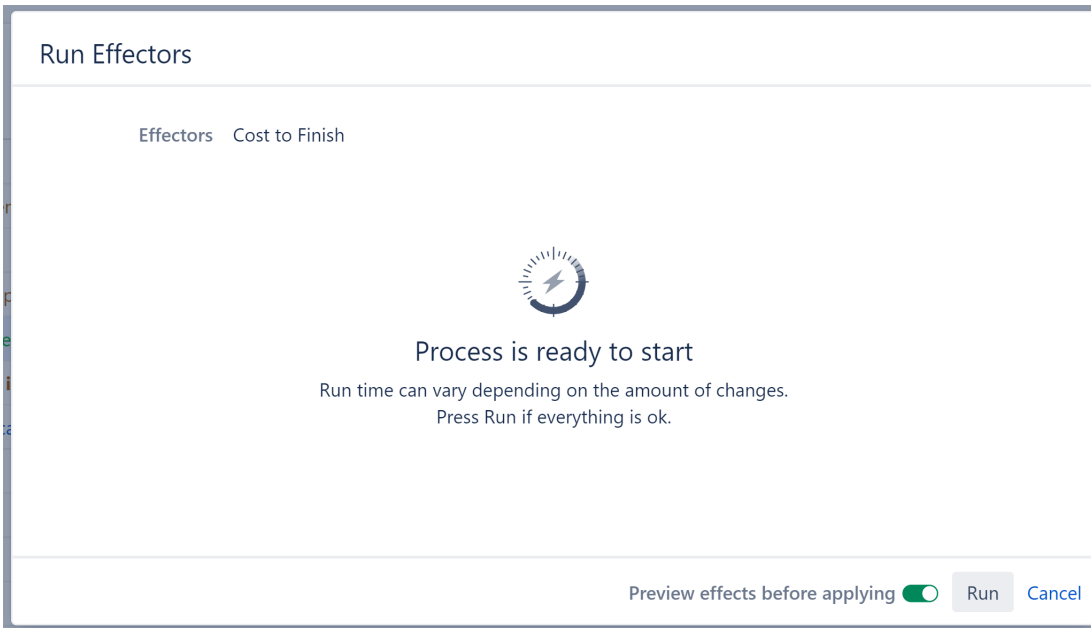 Run Effectors
Effectors Cost to Finish
Process is ready to start
Run time can vary depending on the amount of changes.
Press Run if everything is ok.
Preview effects before applying Run Cancel